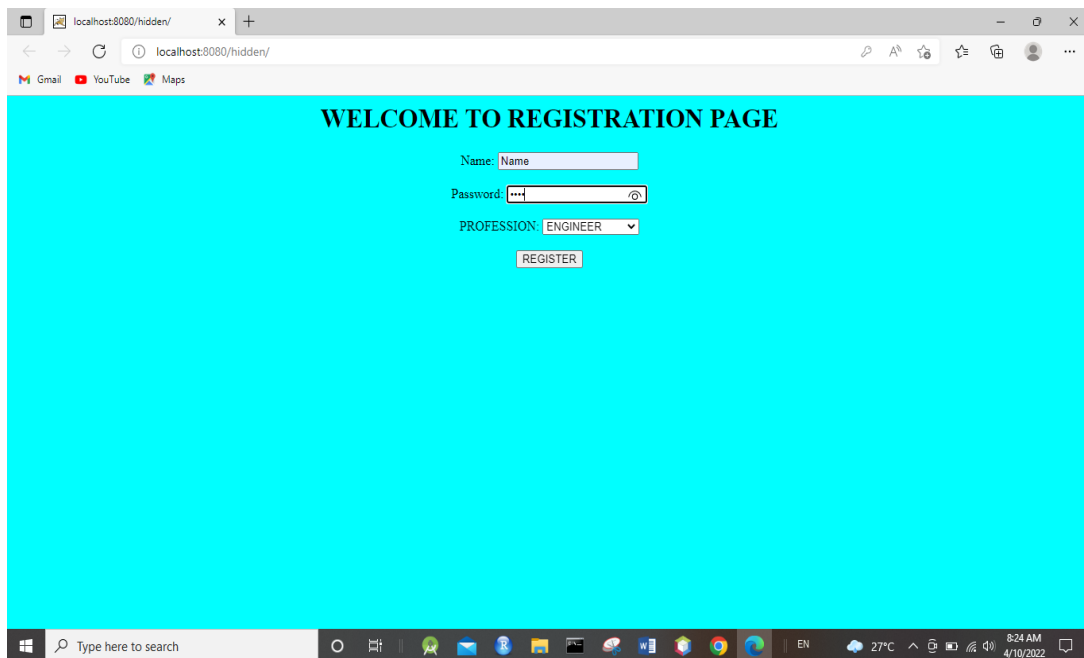 localhost:8080/hidden/
localhost:8080/hidden/
Gmail YouTube Maps
WELCOME TO REGISTRATION PAGE
Name: Name
Password: ••••
PROFESSION: ENGINEER
REGISTER
Type here to search
EN
27°C
8:24 AM
4/10/2022